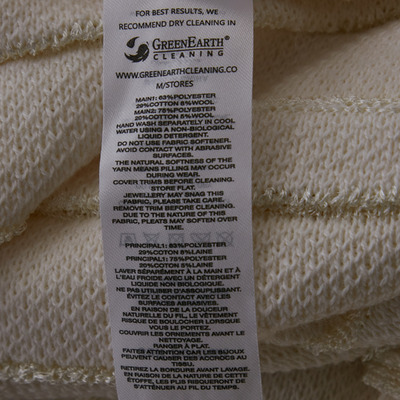 FOR BEST RESULTS, WE
RECOMMEND DRY CLEANING IN
GREENEARTH®
CLEANING
WWW.GREENEARTHCLEANING.CO
M/STORES
MAIN1: 63%POLYESTER
29%COTTON 8%WOOL
MAIN2: 75%POLYESTER
20%COTTON 5%WOOL
HAND WASH SEPARATELY IN COOL
WATER USING A NON-BIOLOGICAL
LIQUID DETERGENT.
DO NOT USE FABRIC SOFTENER.
AVOID CONTACT WITH ABRASIVE
SURFACES.
THE NATURAL SOFTNESS OF THE
YARN MEANS PILLING MAY OCCUR
DURING WEAR.
COVER TRIMS BEFORE CLEANING.
STORE FLAT.
JEWELLERY MAY SNAG THIS
FABRIC, PLEASE TAKE CARE.
REMOVE TRIM BEFORE CLEANING.
DUE TO THE NATURE OF THIS
FABRIC, PLEATS MAY SOFTEN OVER
TIME.
PRINCIPAL1: 63%POLYESTER
29%COTON 8%LAINE
PRINCIPAL1: 75%POLYESTER
20%COTON 5%LAINE
LAVER SÉPARÉMENT À LA MAIN ET À
L'EAU FROIDE AVEC UN DÉTERGENT
LIQUIDE NON BIOLOGIQUE.
NE PAS UTILISER D'ASSOUPLISSANT.
ÉVITEZ LE CONTACT AVEC LES
SURFACES ABRASIVES.
EN RAISON DE LA DOUCEUR
NATURELLE DU FIL, LE VÊTEMENT
RISQUE DE BOULOCHER LORSQUE
VOUS LE PORTEZ.
COUVRIR LES ORNEMENTS AVANT LE
NETTOYAGE.
RANGER À PLAT.
FAITES ATTENTION CAR LES BIJOUX
PEUVENT CAUSER DES ACCROCS AU
TISSU.
RETIREZ LA BORDURE AVANT LAVAGE.
EN RAISON DE LA NATURE DE CETTE
ÉTOFFE, LES PLIS RISQUERONT DE
S'ATTÉNUER AU FIL DU TEMPS.